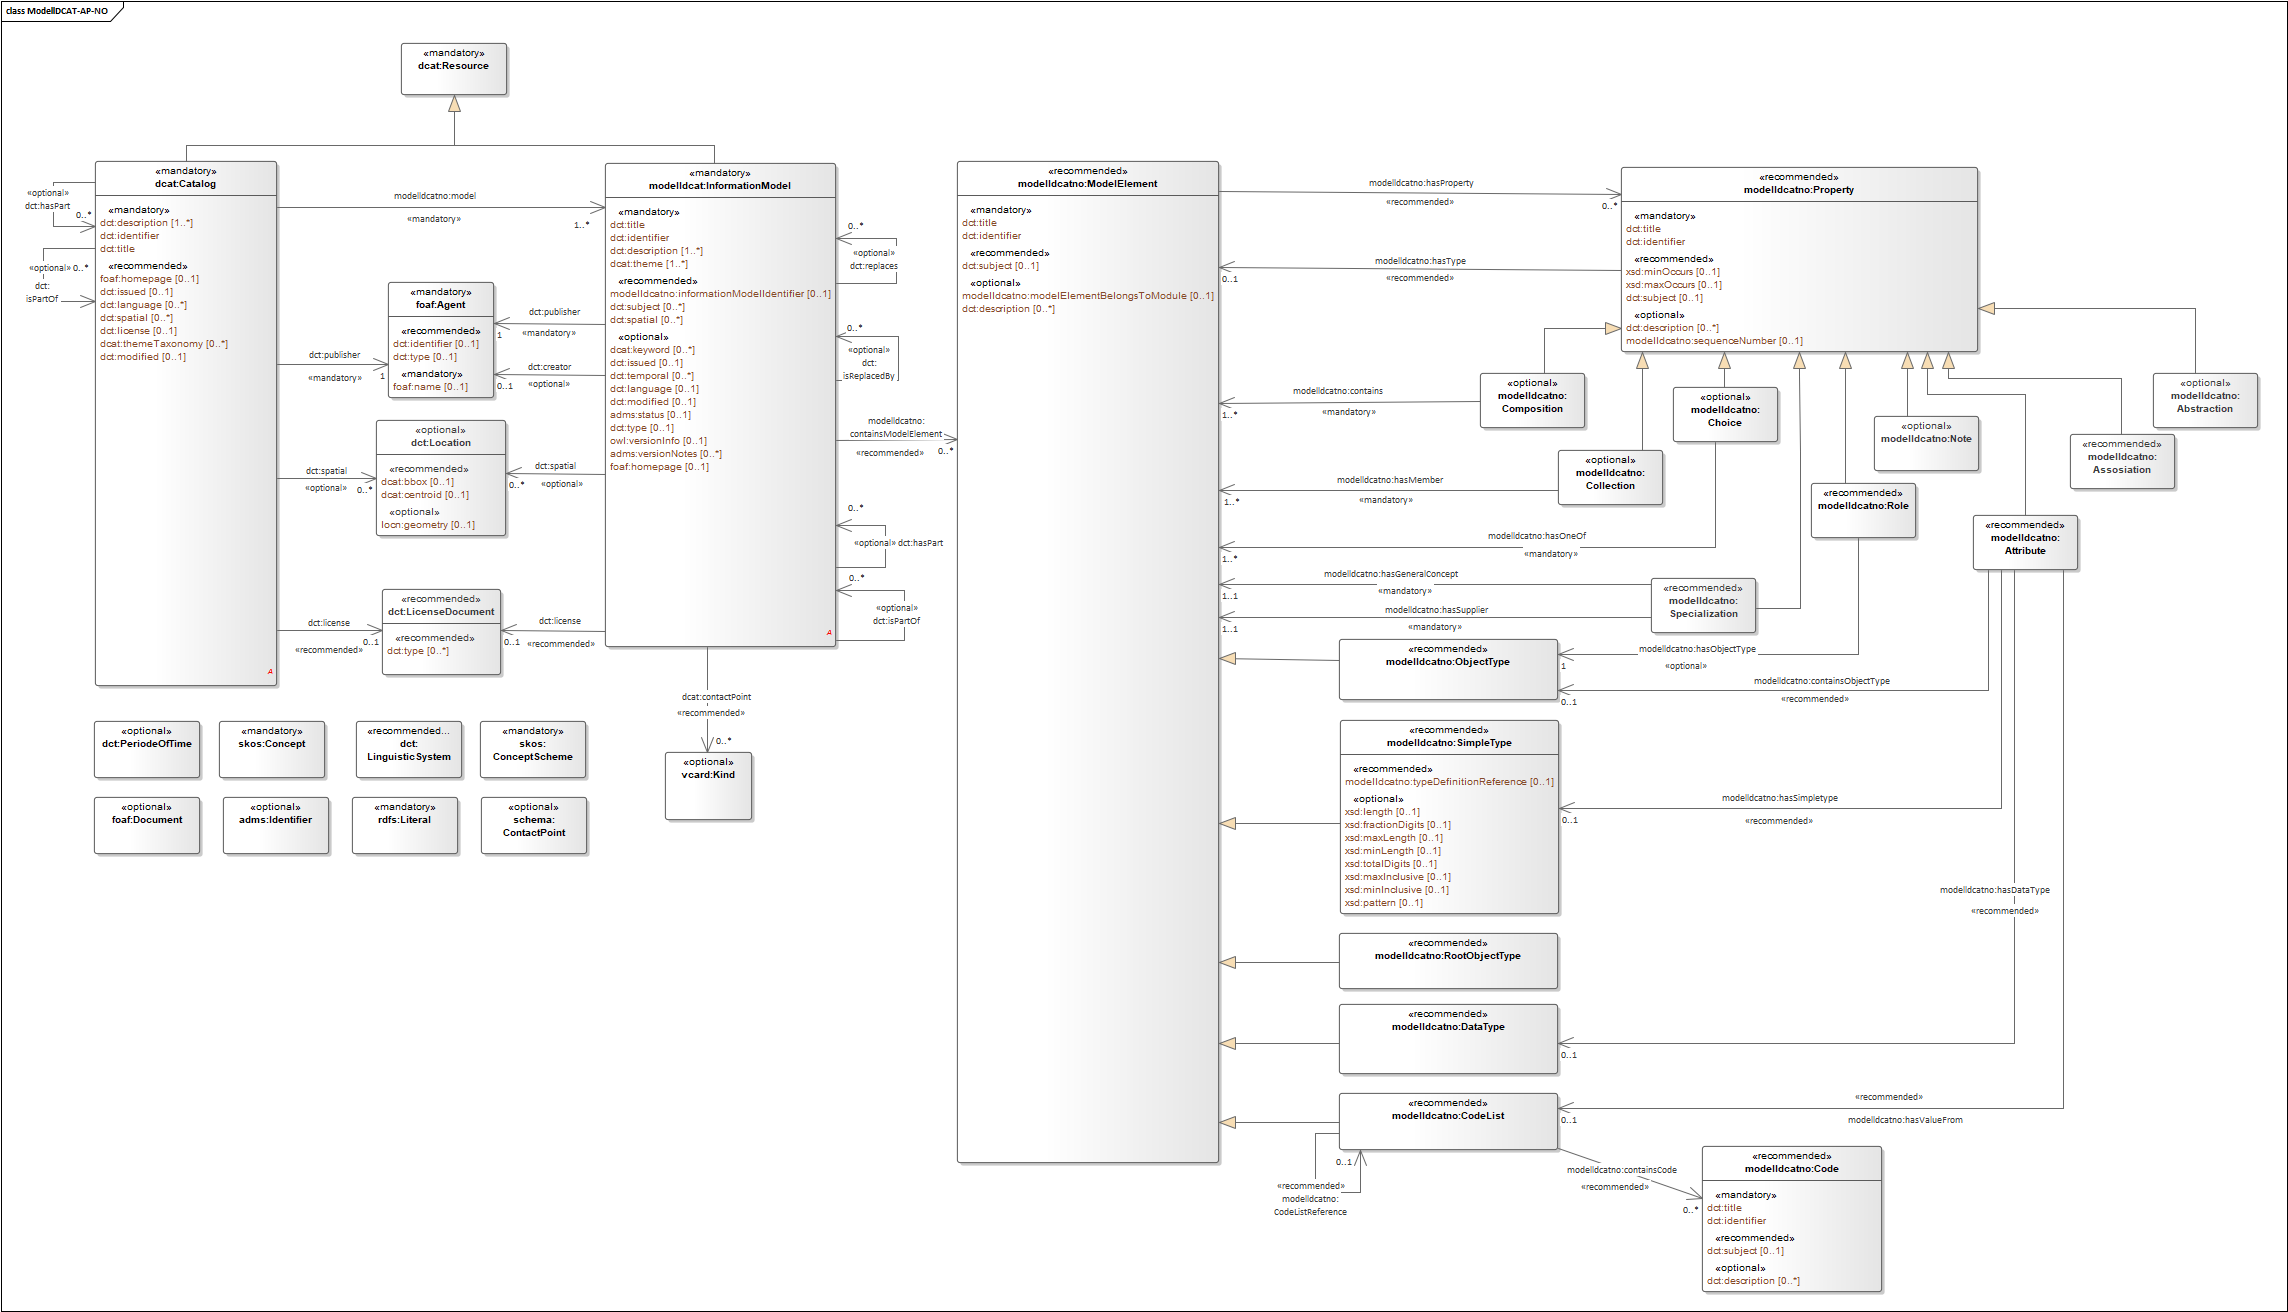 class ModellDCAT-AP-NO
«mandatory»
dcat:Resource
«mandatory»
dcat:Catalog
«mandatory»
dct:description [1..*]
dct:identifier
dct:title
«recommended»
foaf:homepage [0..1]
dct:issued [0..1]
dct:language [0..*]
dct:spatial [0..*]
dct:license [0..1]
dcat:themeTaxonomy [0..*]
dct:modified [0..1]
A
«optional»
dct:hasPart
0..*
«optional» 0..*
dct:
isPartOf
modelldcatno:model
«mandatory»
1..*
dct:publisher
«mandatory»
1
dct:spatial
«optional»
0..*
dct:license
«recommended»
0..1
«mandatory»
foaf:Agent
«recommended»
dct:identifier [0..1]
dct:type [0..1]
«mandatory»
foaf:name [0..1]
«optional»
dct:Location
«recommended»
dcat:bbox [0..1]
dcat:centroid [0..1]
«optional»
locn:geometry [0..1]
«recommended»
dct:LicenseDocument
«recommended»
dct:type [0..*]
dct:publisher
1
«mandatory»
dct:creator
0..1
«optional»
dct:spatial
0..*
«optional»
dct:license
0..1
«recommended»
«mandatory»
modelldcat:InformationModel
«mandatory»
dct:title
dct:identifier
dct:description [1..*]
dcat:theme [1..*]
«recommended»
modelldcatno:informationModelIdentifier [0..1]
dct:subject [0..*]
dct:spatial [0..*]
«optional»
dcat:keyword [0..*]
dct:issued [0..1]
dct:temporal [0..*]
dct:language [0..1]
dct:modified [0..1]
adms:status [0..1]
dct:type [0..1]
owl:versionInfo [0..1]
adms:versionNotes [0..*]
foaf:homepage [0..1]
A
0..*
«optional»
dct:replaces
0..*
«optional»
dct:
isReplacedBy
modelldcatno:
containsModelElement
«recommended»
0..*
0..*
«optional» dct:hasPart
0..*
«optional»
dct:isPartOf
dcat:contactPoint
«recommended»
0..*
«optional»
vcard:Kind
«optional»
dct:PeriodeOfTime
«mandatory»
skos:Concept
«recommended...
dct:
LinguisticSystem
«mandatory»
skos:
ConceptScheme
«optional»
foaf:Document
«optional»
adms:Identifier
«mandatory»
rdfs:Literal
«optional»
schema:
ContactPoint
«recommended»
modelldcatno:ModelElement
«mandatory»
dct:title
dct:identifier
«recommended»
dct:subject [0..1]
«optional»
modelldcatno:modelElementBelongsToModule [0..1]
dct:description [0..*]
modelldcatno:hasProperty
«recommended»
0..*
modelldcatno:hasType
«recommended»
0..1
«recommended»
modelldcatno:Property
«mandatory»
dct:title
dct:identifier
«recommended»
xsd:minOccurs [0..1]
xsd:maxOccurs [0..1]
dct:subject [0..1]
«optional»
dct:description [0..*]
modelldcatno:sequenceNumber [0..1]
modelldcatno:contains
«mandatory»
1..*
«optional»
modelldcatno:
Composition
modelldcatno:hasMember
«mandatory»
1..*
«optional»
modelldcatno:
Collection
«optional»
modelldcatno:
Choice
modelldcatno:hasOneOf
«mandatory»
1..*
«optional»
modelldcatno:Note
«optional»
modelldcatno:
Abstraction
«recommended»
modelldcatno:
Assosiation
«recommended»
modelldcatno:Role
«recommended»
modelldcatno:
Attribute
modelldcatno:hasGeneralConcept
«mandatory»
1..1
modelldcatno:hasSupplier
«mandatory»
1..1
«recommended»
modelldcatno:
Specialization
«recommended»
modelldcatno:ObjectType
modelldcatno:hasObjectType
«optional»
1
modelldcatno:containsObjectType
«recommended»
0..1
«recommended»
modelldcatno:SimpleType
«recommended»
modelldcatno:typeDefinitionReference [0..1]
«optional»
xsd:length [0..1]
xsd:fractionDigits [0..1]
xsd:maxLength [0..1]
xsd:minLength [0..1]
xsd:totalDigits [0..1]
xsd:maxInclusive [0..1]
xsd:minInclusive [0..1]
xsd:pattern [0..1]
modelldcatno:hasSimpletype
«recommended»
0..1
modelldcatno:hasDataType
«recommended»
«recommended»
modelldcatno:RootObjectType
«recommended»
modelldcatno:DataType
0..1
«recommended»
modelldcatno:CodeList
«recommended»
0..1
modelldcatno:hasValueFrom
0..1
«recommended»
modelldcatno:
CodeListReference
modelldcatno:containsCode
«recommended»
0..*
«recommended»
modelldcatno:Code
«mandatory»
dct:title
dct:identifier
«recommended»
dct:subject [0..1]
«optional»
dct:description [0..*]